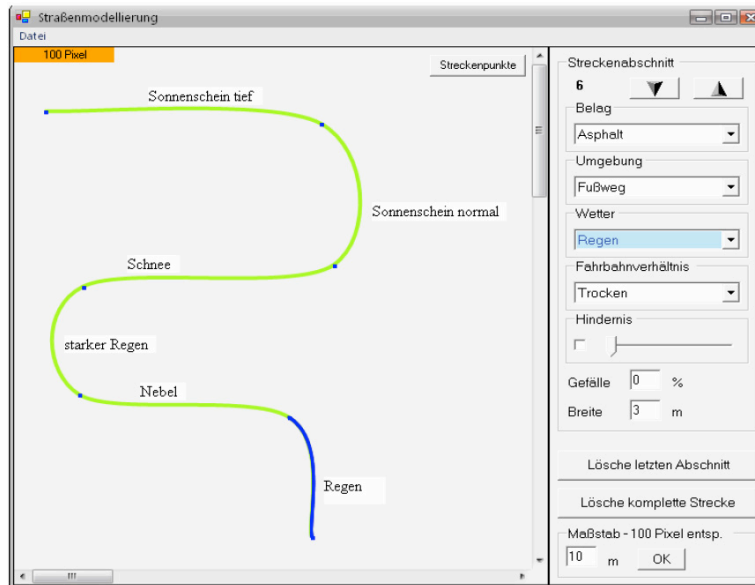 Straßenmodellierung
Datei
100 Pixel
Streckenpunkte
Sonnenschein tief
Sonnenschein normal
Schnee
starker Regen
Nebel
Regen
Streckenabschnitt
6
Belag
Asphalt
Umgebung
Fußweg
Wetter
Regen
Fahrbahnverhältnis
Trocken
Hindernis
Gefälle 0 %
Breite 3 m
Lösche letzten Abschnitt
Lösche komplette Strecke
Maßstab - 100 Pixel entsp.
10 m OK